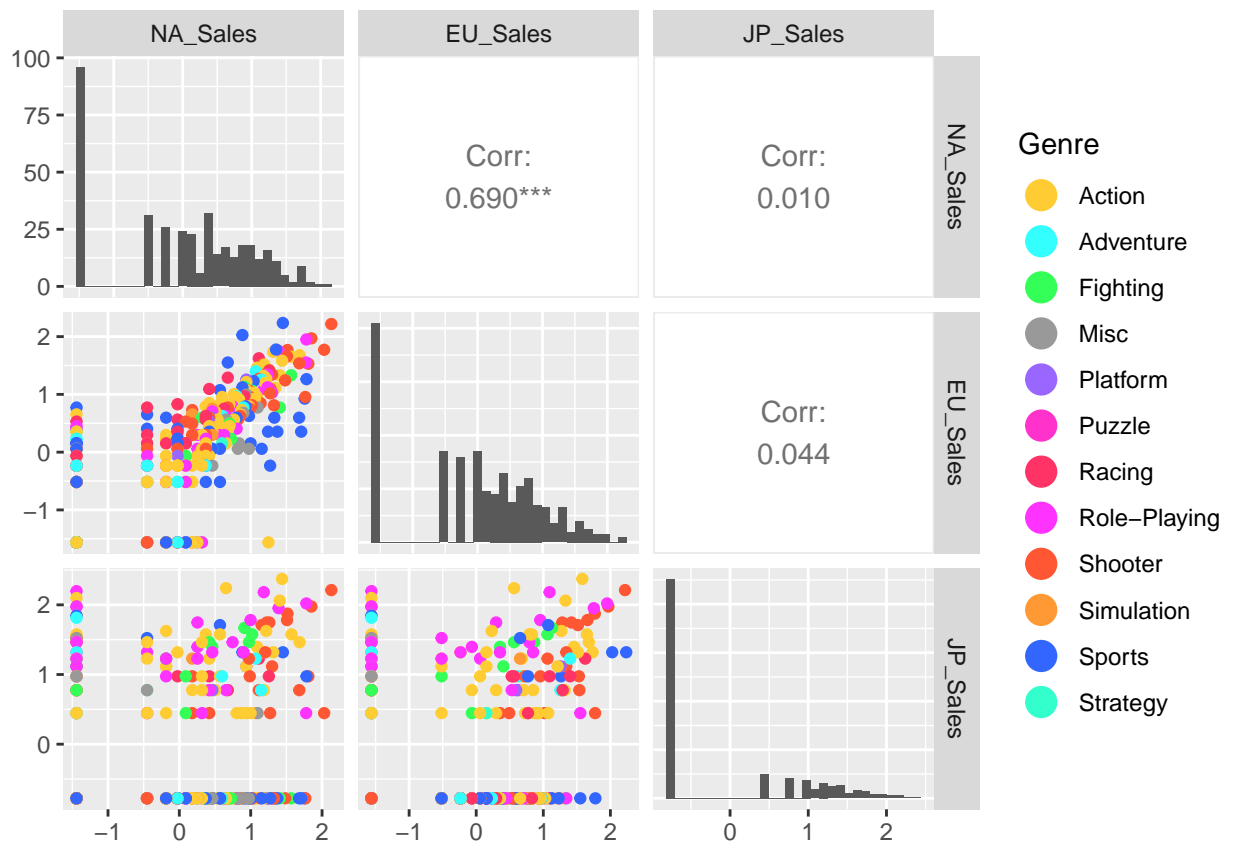 NA_Sales
EU_Sales
JP_Sales
100
75
50
25
0
Corr:
0.690***
Corr:
0.010
NA_Sales
2
1
0
−1
Corr:
0.044
EU_Sales
2
1
0
JP_Sales
−1
0
1
2
−1
0
1
2
0
1
2
Genre
Action
Adventure
Fighting
Misc
Platform
Puzzle
Racing
Role−Playing
Shooter
Simulation
Sports
Strategy